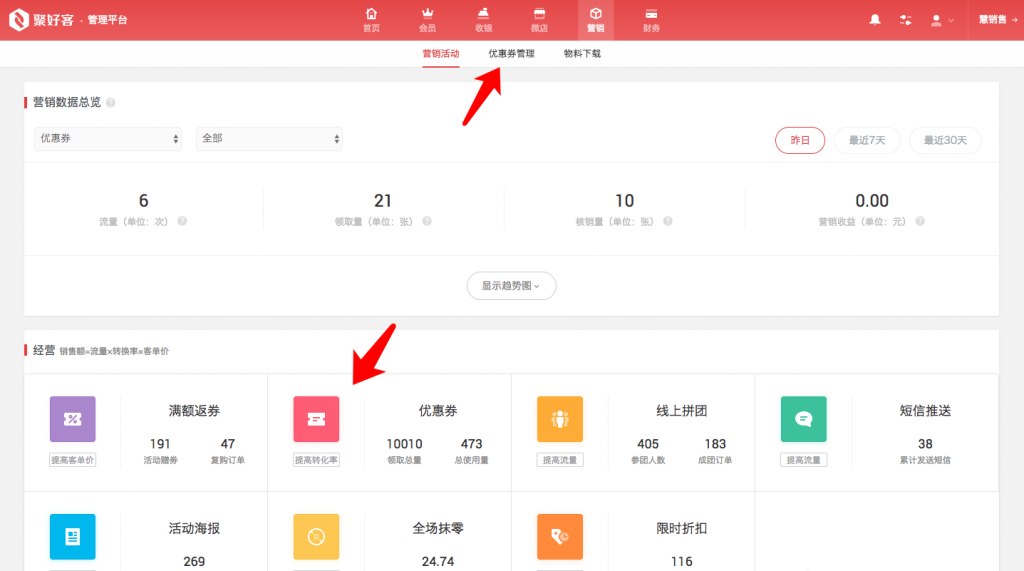 聚好客 · 管理平台
首页 会员 收银 微店 营销 财务
慧销售 →
营销活动 优惠券管理 物料下载
营销数据总览
优惠券 全部 昨日 最近7天 最近30天
6 21 10 0.00
流量（单位：次） 领取量（单位：张） 核销量（单位：张） 营销收益（单位：元）
显示趋势图
经营 销售额=流量×转换率×客单价
满额返券 优惠券 线上拼团 短信推送
191 47 10010 473 405 183 38
提高客单价 活动赠券 复购订单 提高转化率 领取总量 总使用量 提高流量 参团人数 成团订单 提高流量 累计发送短信
活动海报 全场抹零 限时折扣
269 24.74 116